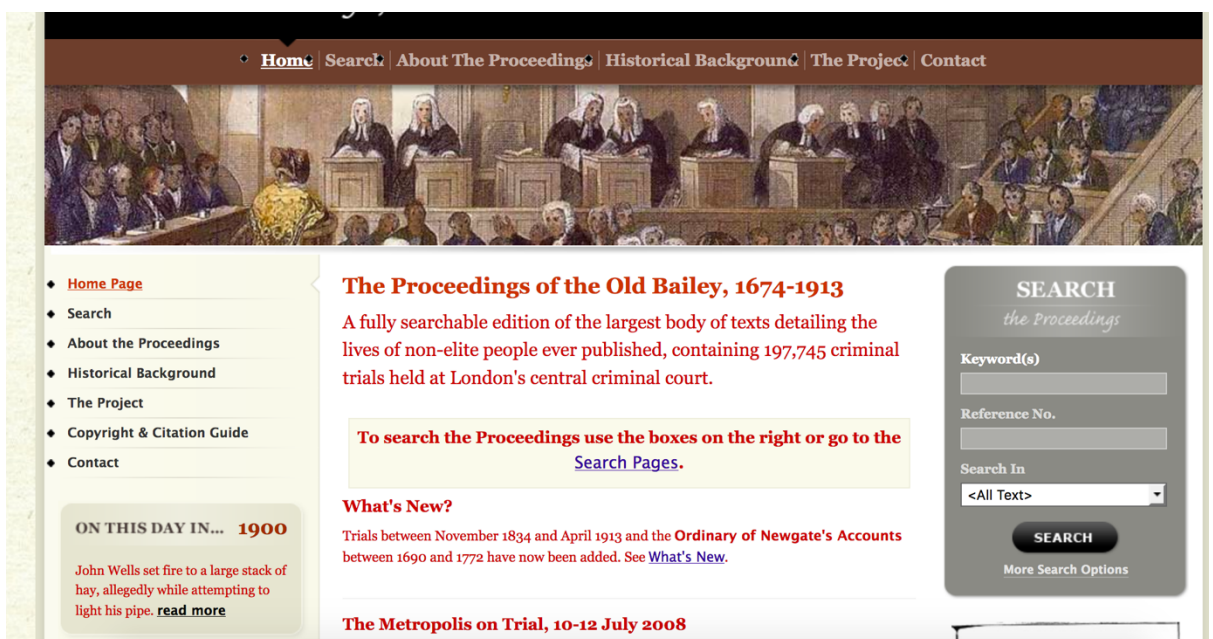 Home Search About The Proceedings Historical Background The Project Contact
Home Page
Search
About the Proceedings
Historical Background
The Project
Copyright & Citation Guide
Contact
ON THIS DAY IN... 1900
John Wells set fire to a large stack of
hay, allegedly while attempting to
light his pipe. read more
The Proceedings of the Old Bailey, 1674-1913
A fully searchable edition of the largest body of texts detailing the
lives of non-elite people ever published, containing 197,745 criminal
trials held at London's central criminal court.
To search the Proceedings use the boxes on the right or go to the
Search Pages.
What's New?
Trials between November 1834 and April 1913 and the Ordinary of Newgate's Accounts
between 1690 and 1772 have now been added. See What's New.
The Metropolis on Trial, 10-12 July 2008
SEARCH
the Proceedings
Keyword(s)
Reference No.
Search In
<All Text>
SEARCH
More Search Options